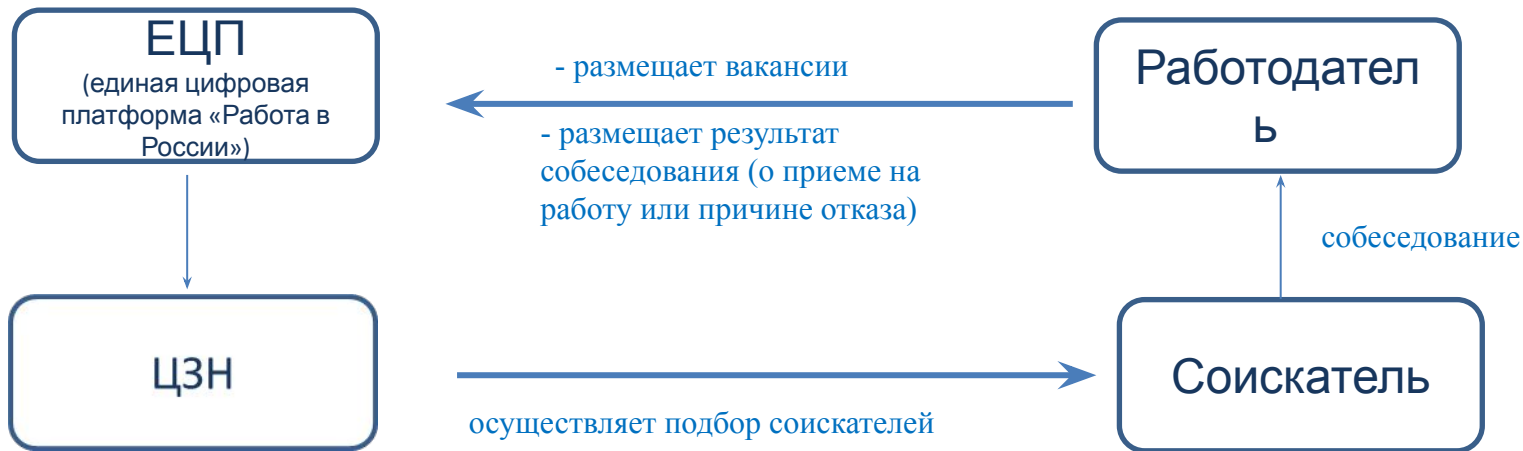 ЕЦП
(единая цифровая
платформа «Работа в
России»)
- размещает вакансии
- размещает результат
собеседования (о приеме на
работу или причине отказа)
Работодател
ь
собеседование
ЦЗН
осуществляет подбор соискателей
Соискатель